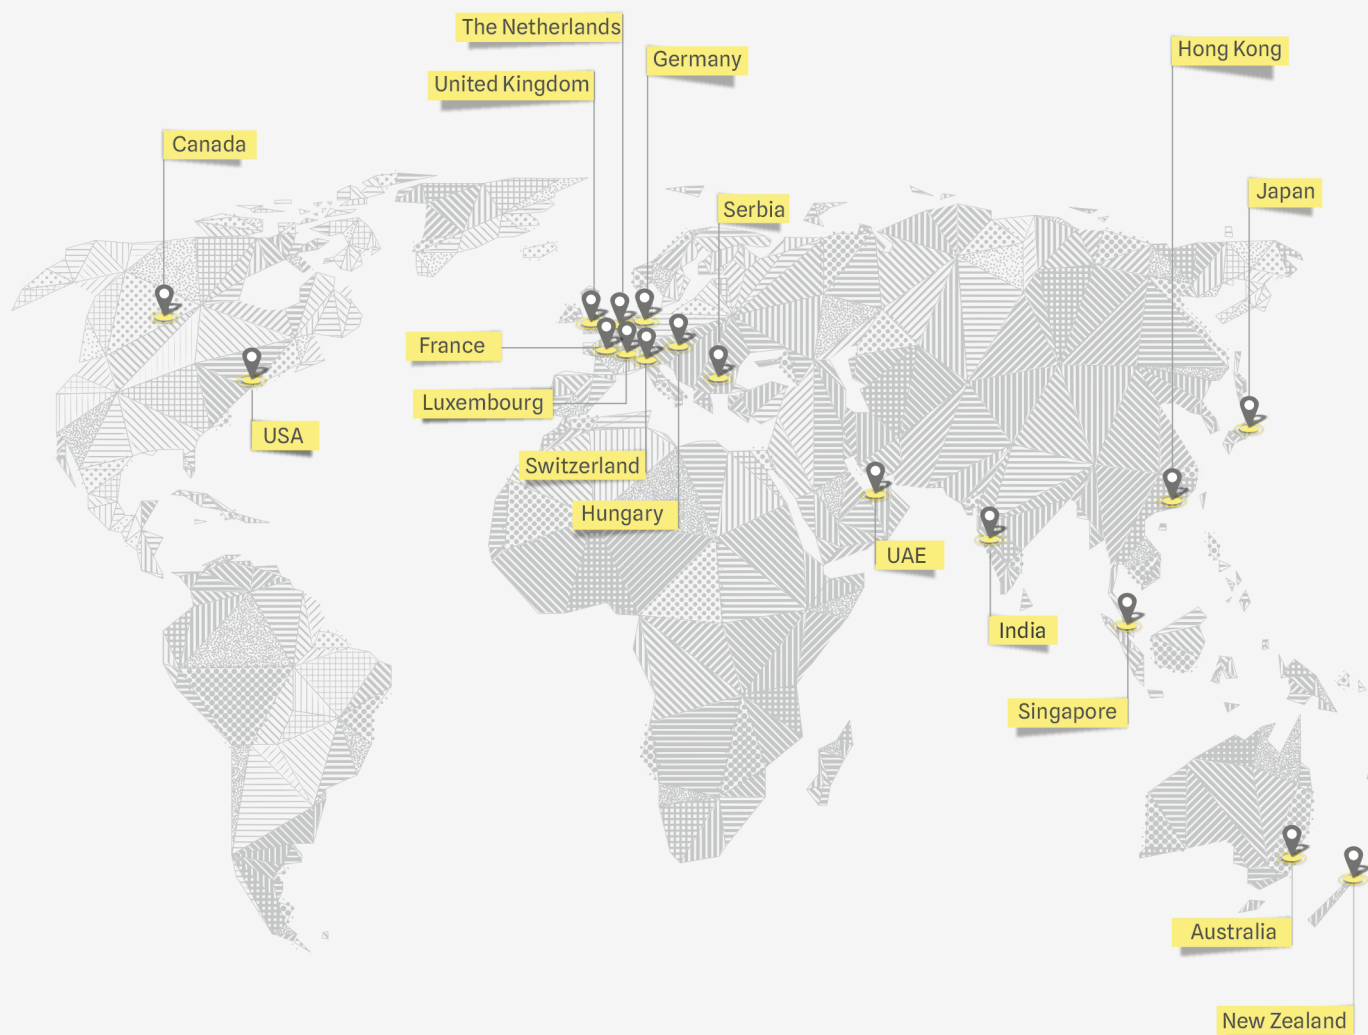 The Netherlands
Germany
Hong Kong
United Kingdom
Canada
Japan
Serbia
France
Luxembourg
USA
Switzerland
Hungary
UAE
India
Singapore
Australia
New Zealand